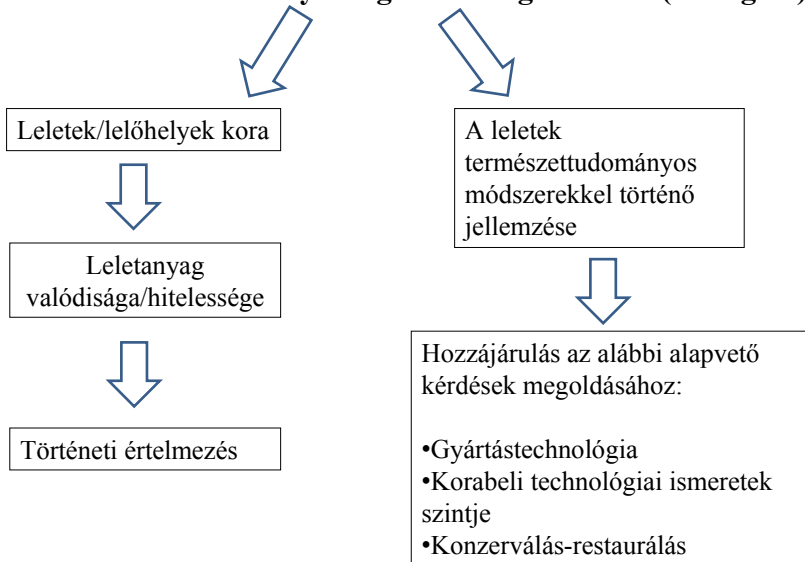 Leletek/lelőhelyek kora
Leletanyag
valódisága/hitelessége
Történeti értelmezés
A leletek
természettudományos
módszerekkel történő
jellemzése
Hozzájárulás az alábbi alapvető
kérdések megoldásához:
•Gyártástechnológia
•Korabeli technológiai ismeretek
szintje
•Konzerválás-restaurálás